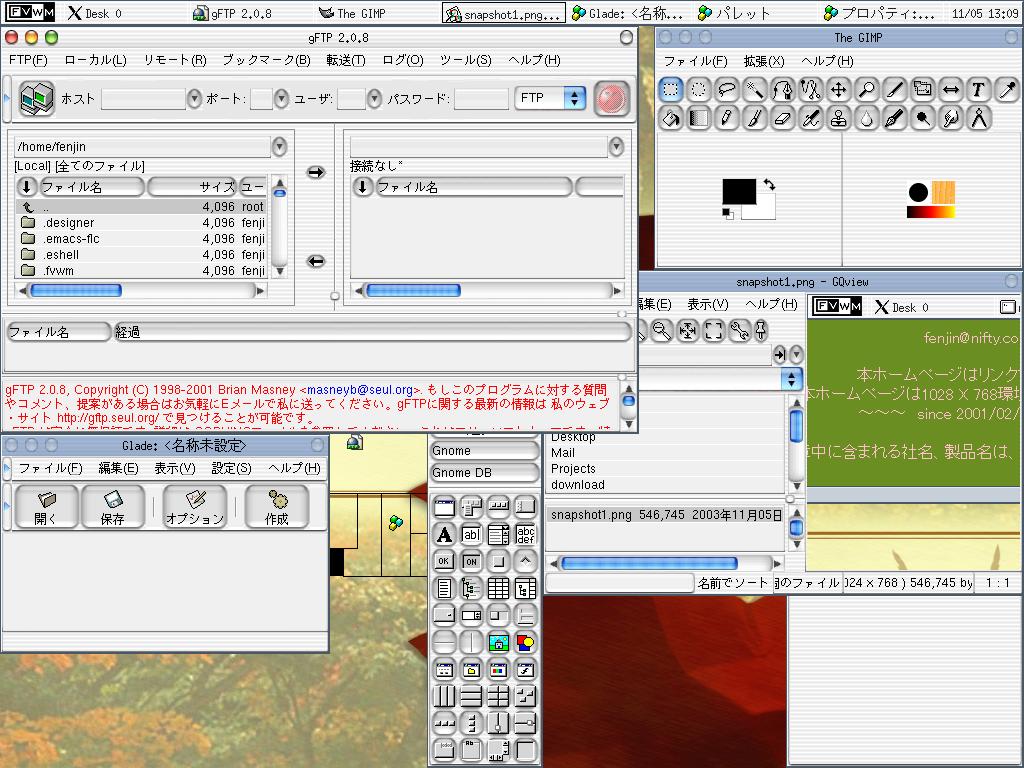 FVWM Desk 0 gFTP 2.0.8 The GIMP snapshot1.png... Glade: <名称... パレット プロパティ:... 11/05 13:09
gFTP 2.0.8
FTP(F) ローカル(L) リモート(R) ブックマーク(B) 転送(T) ログ(O) ツール(S) ヘルプ(H)
ホスト ポート: ユーザ: パスワード: FTP
/home/fenjin
[Local] [全てのファイル]
ファイル名 サイズ ユー
.. 4,096 root
.designer 4,096 fenji
.emacs-flc 4,096 fenji
.eshell 4,096 fenji
.fvwm 4,096 fenji
接続なし*
ファイル名
ファイル名 経過
gFTP 2.0.8, Copyright (C) 1998-2001 Brian Masney <masneyb@seul.org>. もしこのプログラムに対する質問
やコメント、提案がある場合はお気軽にEメールで私に送ってください。gFTPに関する最新の情報は 私のウェブ
・サイト http://gftp.seul.org/ で見つけることが可能です。
The GIMP
ファイル(F) 拡張(X) ヘルプ(H)
snapshot1.png - GQview
編集(E) 表示(V) ヘルプ(H)
FVWM Desk 0
fenjin@nifty.co
本ホームページはリンク
本ホームページは1028 X 768環境
～～～ since 2001/02/
中に含まれる社名、製品名は、
Desktop
Mail
Projects
download
snapshot1.png 546,745 2003年11月05日
名前でソート 個のファイル 024 x 768 ) 546,745 by 1 : 1
Glade: <名称未設定>
ファイル(F) 編集(E) 表示(V) 設定(S) ヘルプ(H)
開く 保存 オプション 作成
Gnome
Gnome DB
A ab| abc def
OK ON